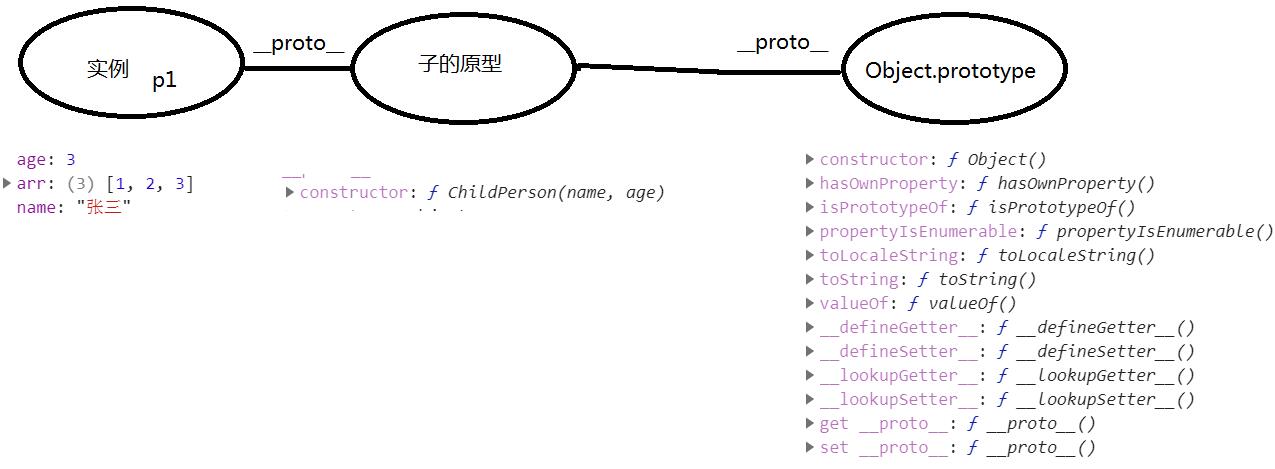 实例 p1
__proto__
子的原型
__proto__
Object.prototype
age: 3
arr: (3) [1, 2, 3]
name: "张三"
constructor: ƒ ChildPerson(name, age)
constructor: ƒ Object()
hasOwnProperty: ƒ hasOwnProperty()
isPrototypeOf: ƒ isPrototypeOf()
propertyIsEnumerable: ƒ propertyIsEnumerable()
toLocaleString: ƒ toLocaleString()
toString: ƒ toString()
valueOf: ƒ valueOf()
__defineGetter__: ƒ __defineGetter__()
__defineSetter__: ƒ __defineSetter__()
__lookupGetter__: ƒ __lookupGetter__()
__lookupSetter__: ƒ __lookupSetter__()
get __proto__: ƒ __proto__()
set __proto__: ƒ __proto__()